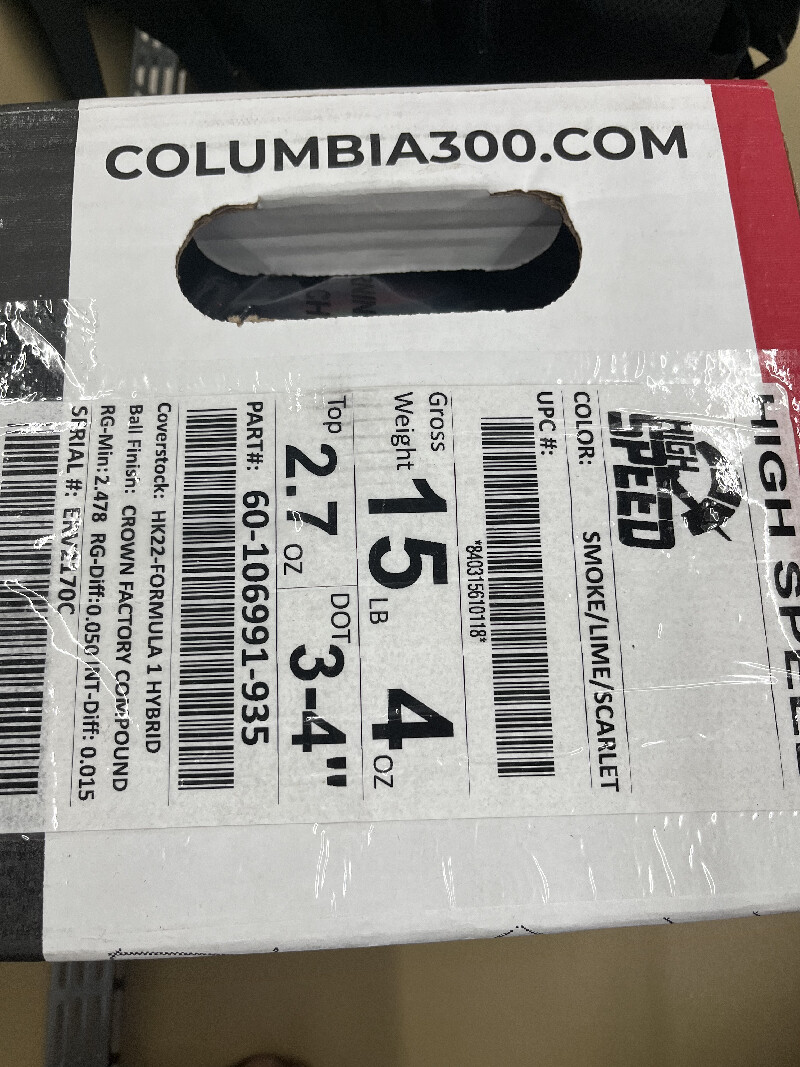 COLUMBIA300.COM
HIGH
SPEED
COLOR: SMOKE/LIME/SCARLET
UPC #:
*840315610118*
Gross
Weight 15 LB 4 OZ
Top 2.7 OZ DOT 3-4"
PART#: 60-106991-935
Coverstock: HK22-FORMULA 1 HYBRID
Ball Finish: CROWN FACTORY COMPOUND
RG-Min: 2.478 RG-Diff:0.050 INT-Diff: 0.015
SERIAL #: